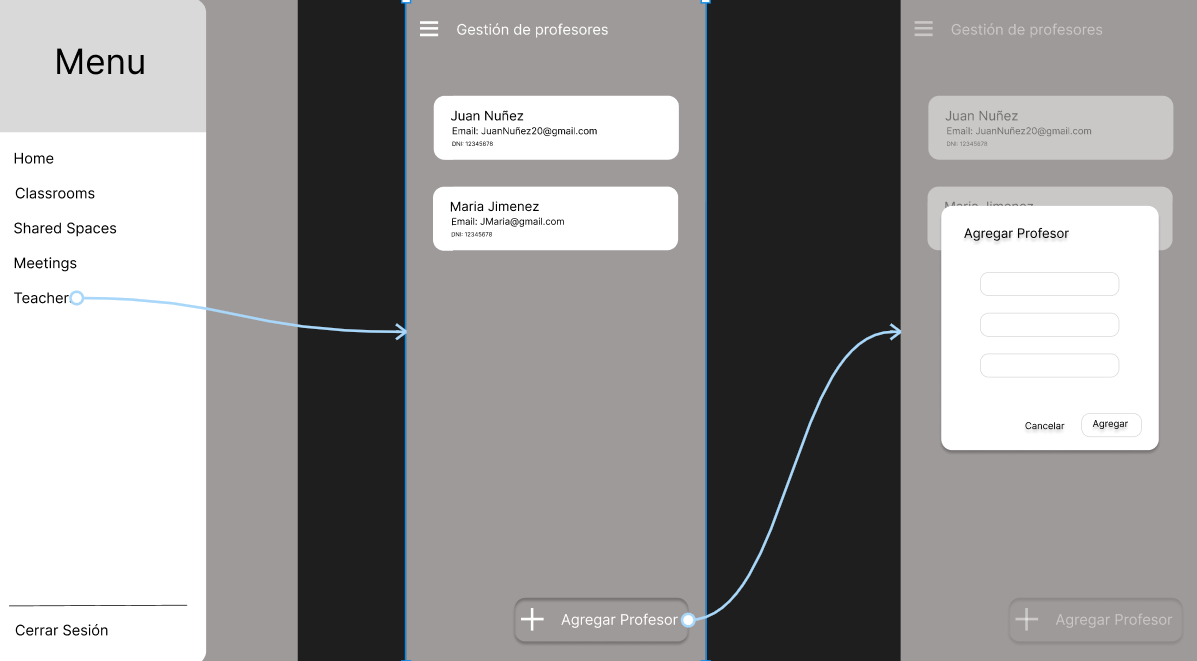 Menu
Home
Classrooms
Shared Spaces
Meetings
Teacher
Cerrar Sesión
Gestión de profesores
Juan Nuñez
Email: JuanNuñez20@gmail.com
DNI: 12345678
Maria Jimenez
Email: JMaria@gmail.com
DNI: 12345678
Agregar Profesor
Gestión de profesores
Juan Nuñez
Email: JuanNuñez20@gmail.com
DNI: 12345678
Maria Jimenez
Agregar Profesor
Cancelar
Agregar
Agregar Profesor